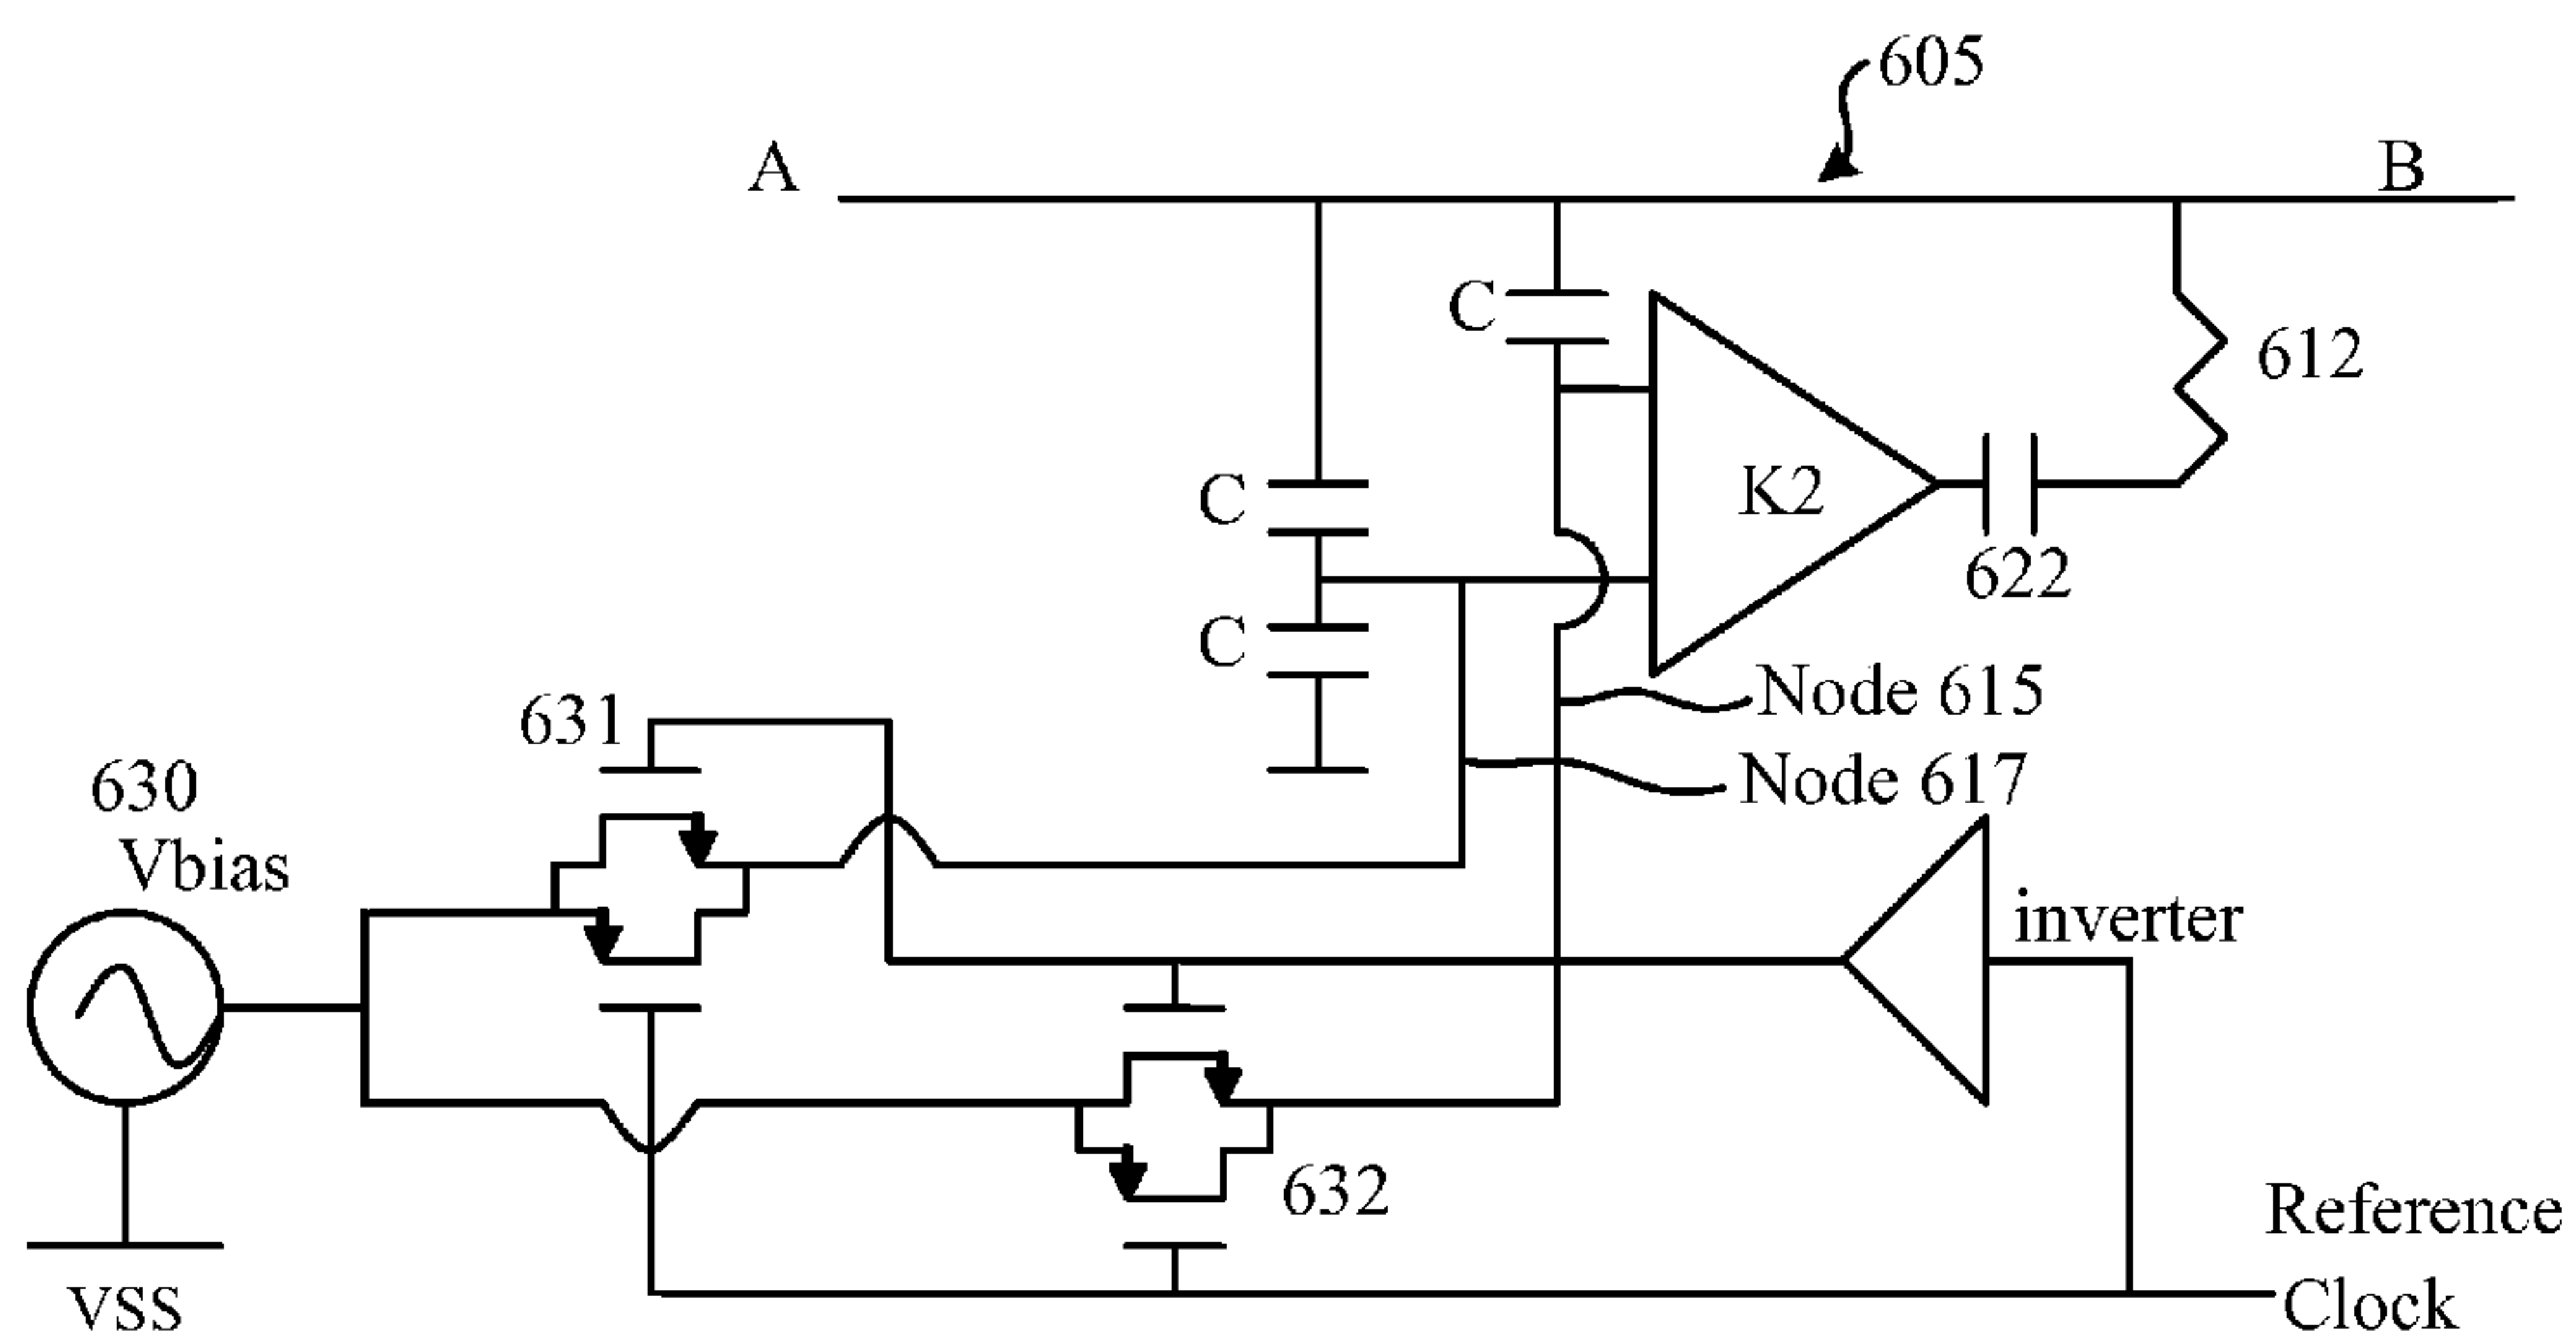 605
A
B
C
612
C
K2
622
C
Node 615
631
Node 617
630
Vbias
inverter
632
Reference
Clock
VSS